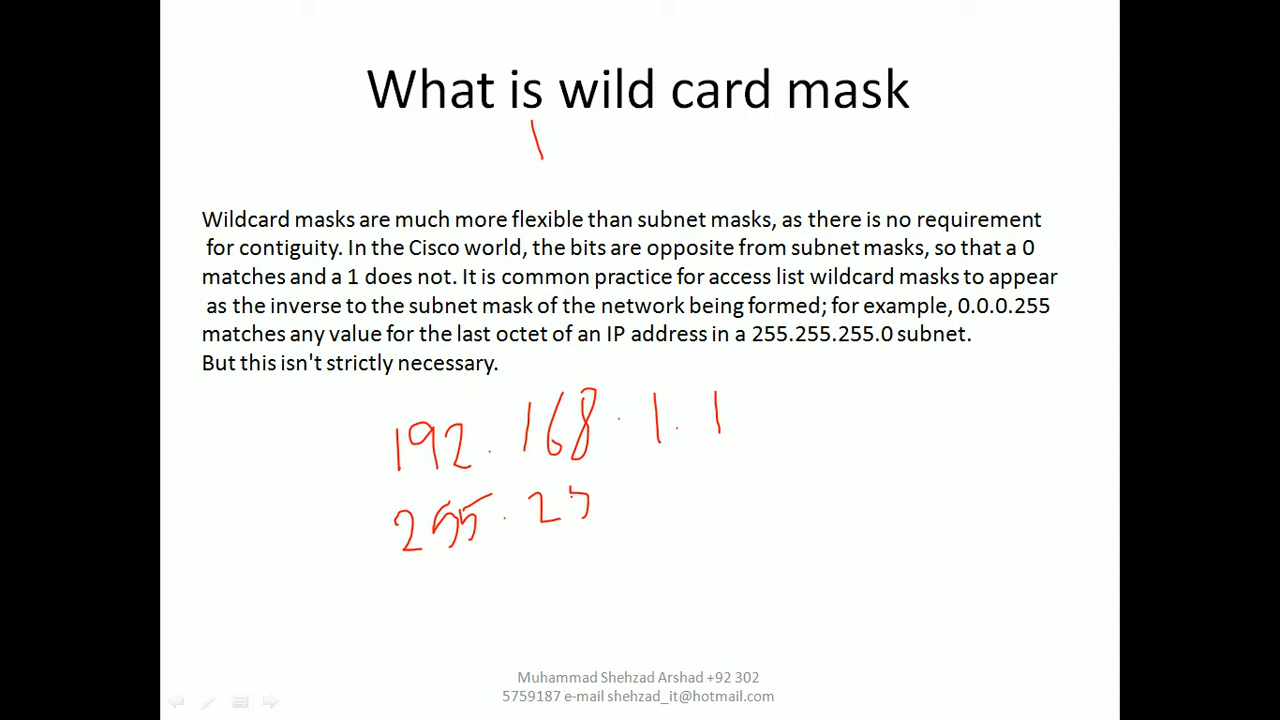 What is wild card mask
Wildcard masks are much more flexible than subnet masks, as there is no requirement
for contiguity. In the Cisco world, the bits are opposite from subnet masks, so that a 0
matches and a 1 does not. It is common practice for access list wildcard masks to appear
as the inverse to the subnet mask of the network being formed; for example, 0.0.0.255
matches any value for the last octet of an IP address in a 255.255.255.0 subnet.
But this isn't strictly necessary.
192.168.1.1
255.25
Muhammad Shehzad Arshad +92 302
5759187 e-mail shehzad_it@hotmail.com